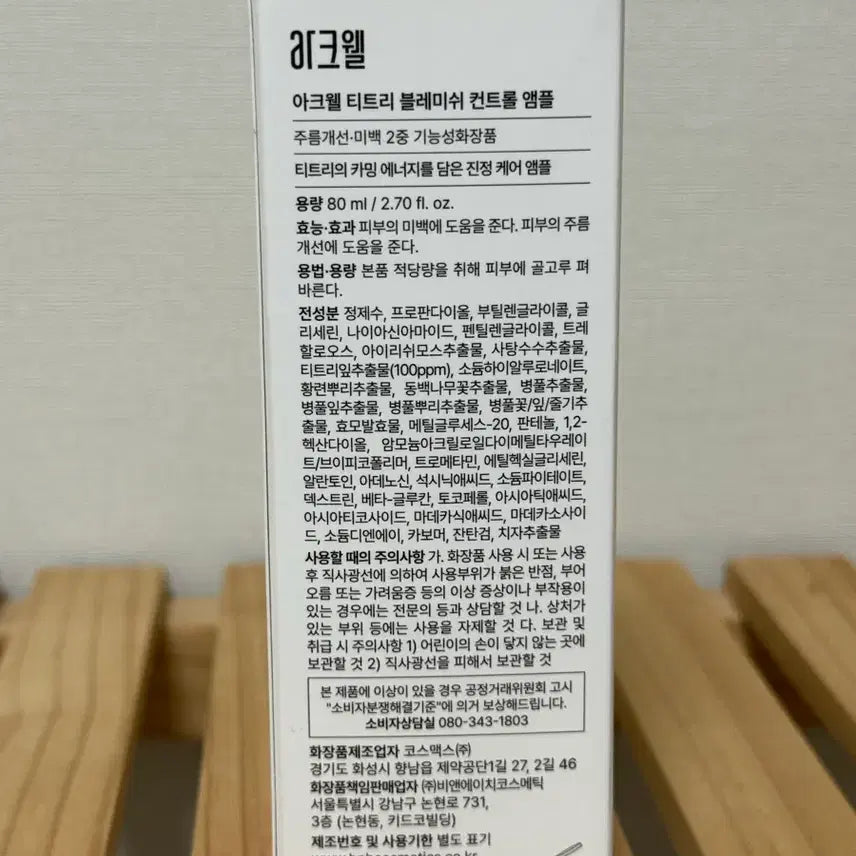 아크웰
아크웰 티트리 블레미쉬 컨트롤 앰플
주름개선·미백 2중 기능성화장품
티트리의 카밍 에너지를 담은 진정 케어 앰플
용량 80 ml / 2.70 fl. oz.
효능·효과 피부의 미백에 도움을 준다. 피부의 주름
개선에 도움을 준다.
용법·용량 본품 적당량을 취해 피부에 골고루 펴
바른다.
전성분 정제수, 프로판다이올, 부틸렌글라이콜, 글
리세린, 나이아신아마이드, 펜틸렌글라이콜, 트레
할로오스, 아이리쉬모스추출물, 사탕수수추출물,
티트리잎추출물(100ppm), 소듐하이알루로네이트,
황련뿌리추출물, 동백나무꽃추출물, 병풀추출물,
병풀잎추출물, 병풀뿌리추출물, 병풀꽃/잎/줄기추
출물, 효모발효물, 메틸글루세스-20, 판테놀, 1,2-
헥산다이올, 암모늄아크릴로일다이메틸타우레이
트/브이피코폴리머, 트로메타민, 에틸헥실글리세린,
알란토인, 아데노신, 석시닉애씨드, 소듐파이테이트,
덱스트린, 베타-글루칸, 토코페롤, 아시아틱애씨드,
아시아티코사이드, 마데카식애씨드, 마데카소사이
드, 소듐디엔에이, 카보머, 잔탄검, 치자추출물
사용할 때의 주의사항 가. 화장품 사용 시 또는 사용
후 직사광선에 의하여 사용부위가 붉은 반점, 부어
오름 또는 가려움증 등의 이상 증상이나 부작용이
있는 경우에는 전문의 등과 상담할 것 나. 상처가
있는 부위 등에는 사용을 자제할 것 다. 보관 및
취급 시 주의사항 1) 어린이의 손이 닿지 않는 곳에
보관할 것 2) 직사광선을 피해서 보관할 것
본 제품에 이상이 있을 경우 공정거래위원회 고시
"소비자분쟁해결기준"에 의거 보상해드립니다.
소비자상담실 080-343-1803
화장품제조업자 코스맥스(주)
경기도 화성시 향남읍 제약공단1길 27, 2길 46
화장품책임판매업자 (주)비앤에이치코스메틱
서울특별시 강남구 논현로 731,
3층 (논현동, 키드코빌딩)
제조번호 및 사용기한 별도 표기